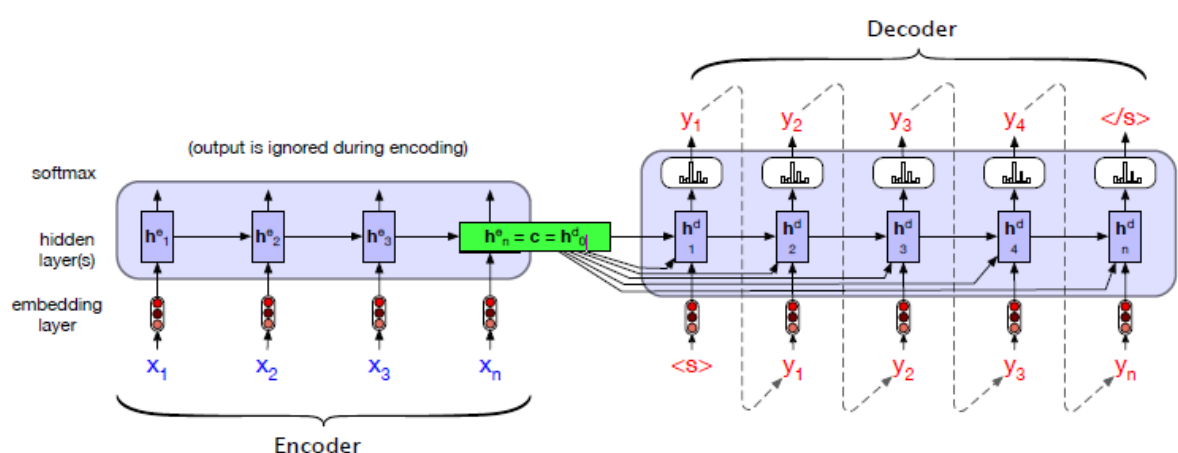 Decoder
y1 y2 y3 y4 </s>
(output is ignored during encoding)
softmax
hidden
layer(s)
he1 he2 he3 hen = c = hd0 hd1 hd2 hd3 hd4 hdn
embedding
layer
x1 x2 x3 xn <s> y1 y2 y3 yn
Encoder